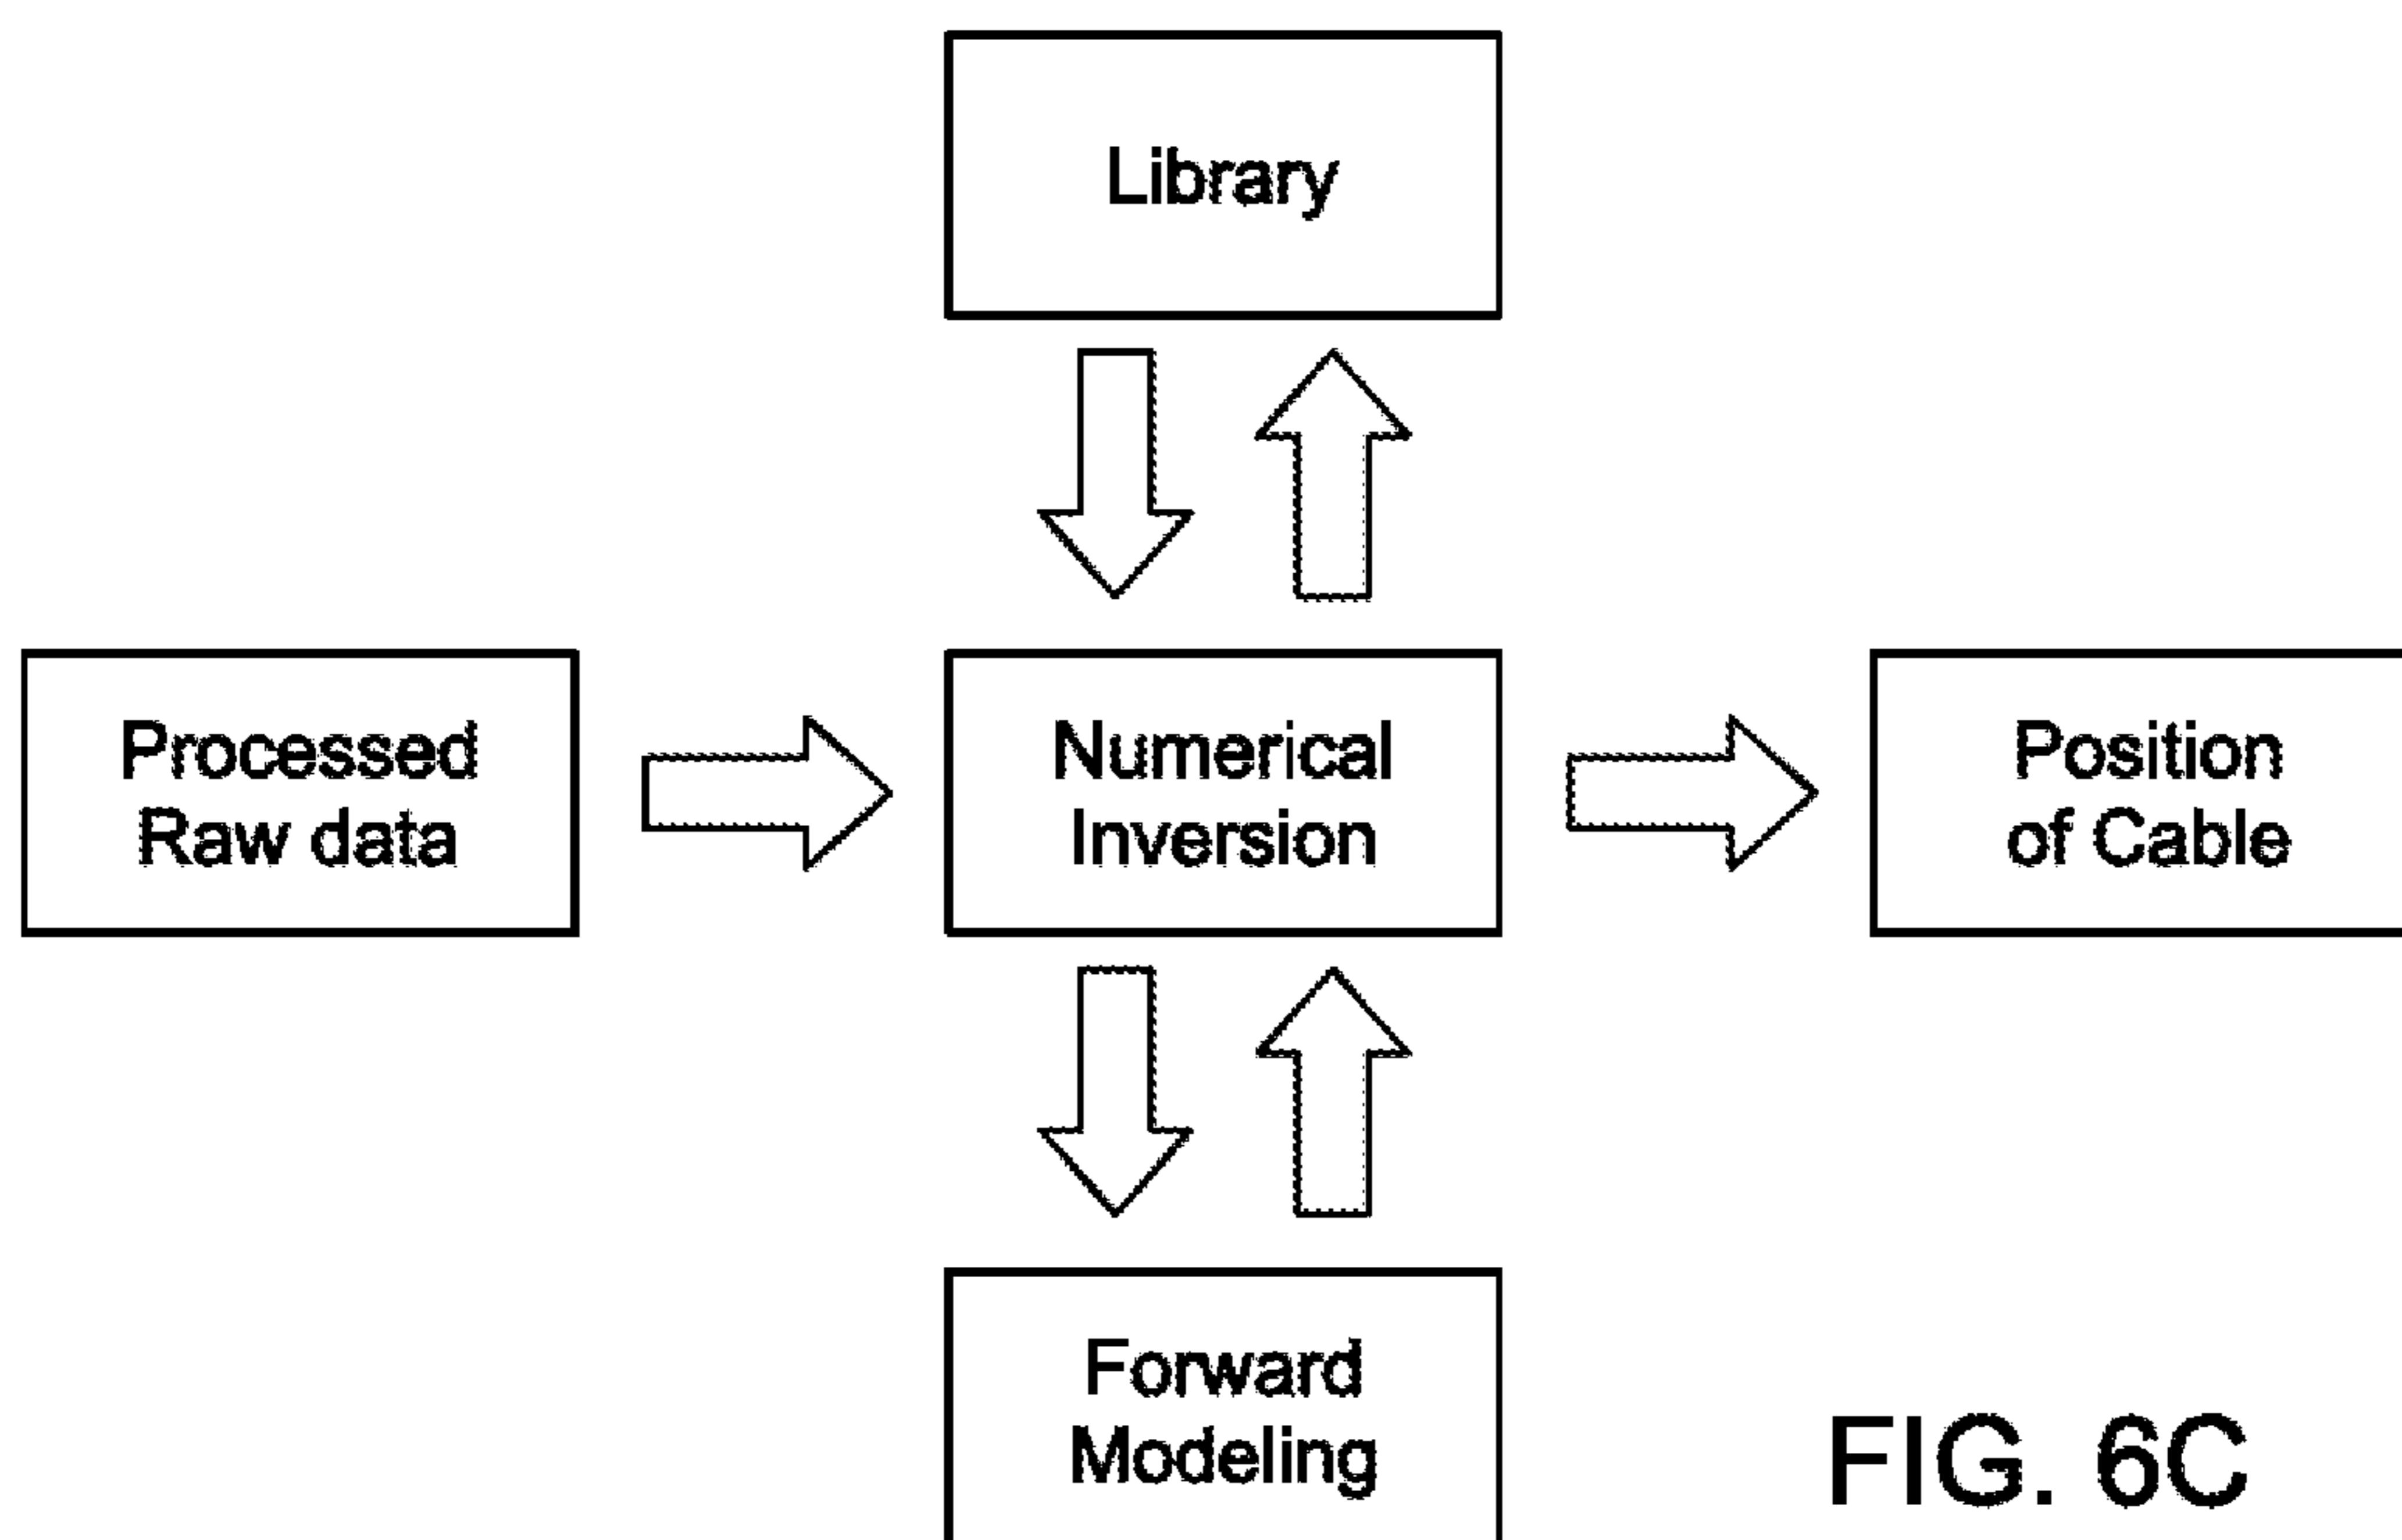 Library
Processed
Raw data
Numerical
Inversion
Position
of Cable
Forward
Modeling
FIG. 6C